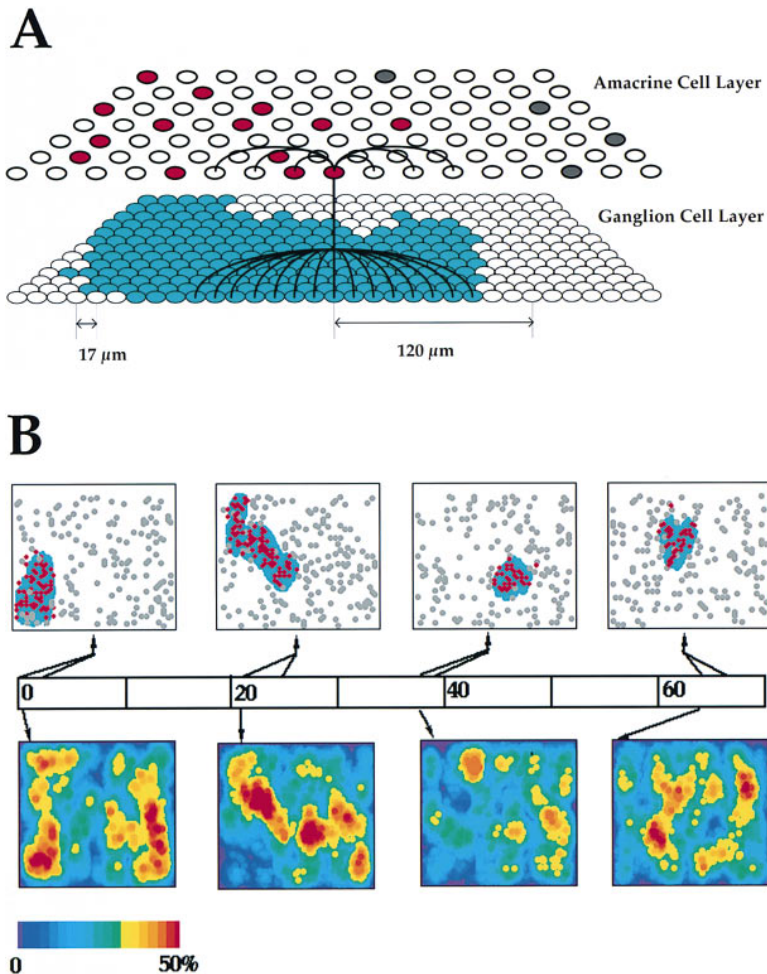 A
Amacrine Cell Layer
Ganglion Cell Layer
17 µm
120 µm
B
0 20 40 60
0 50%